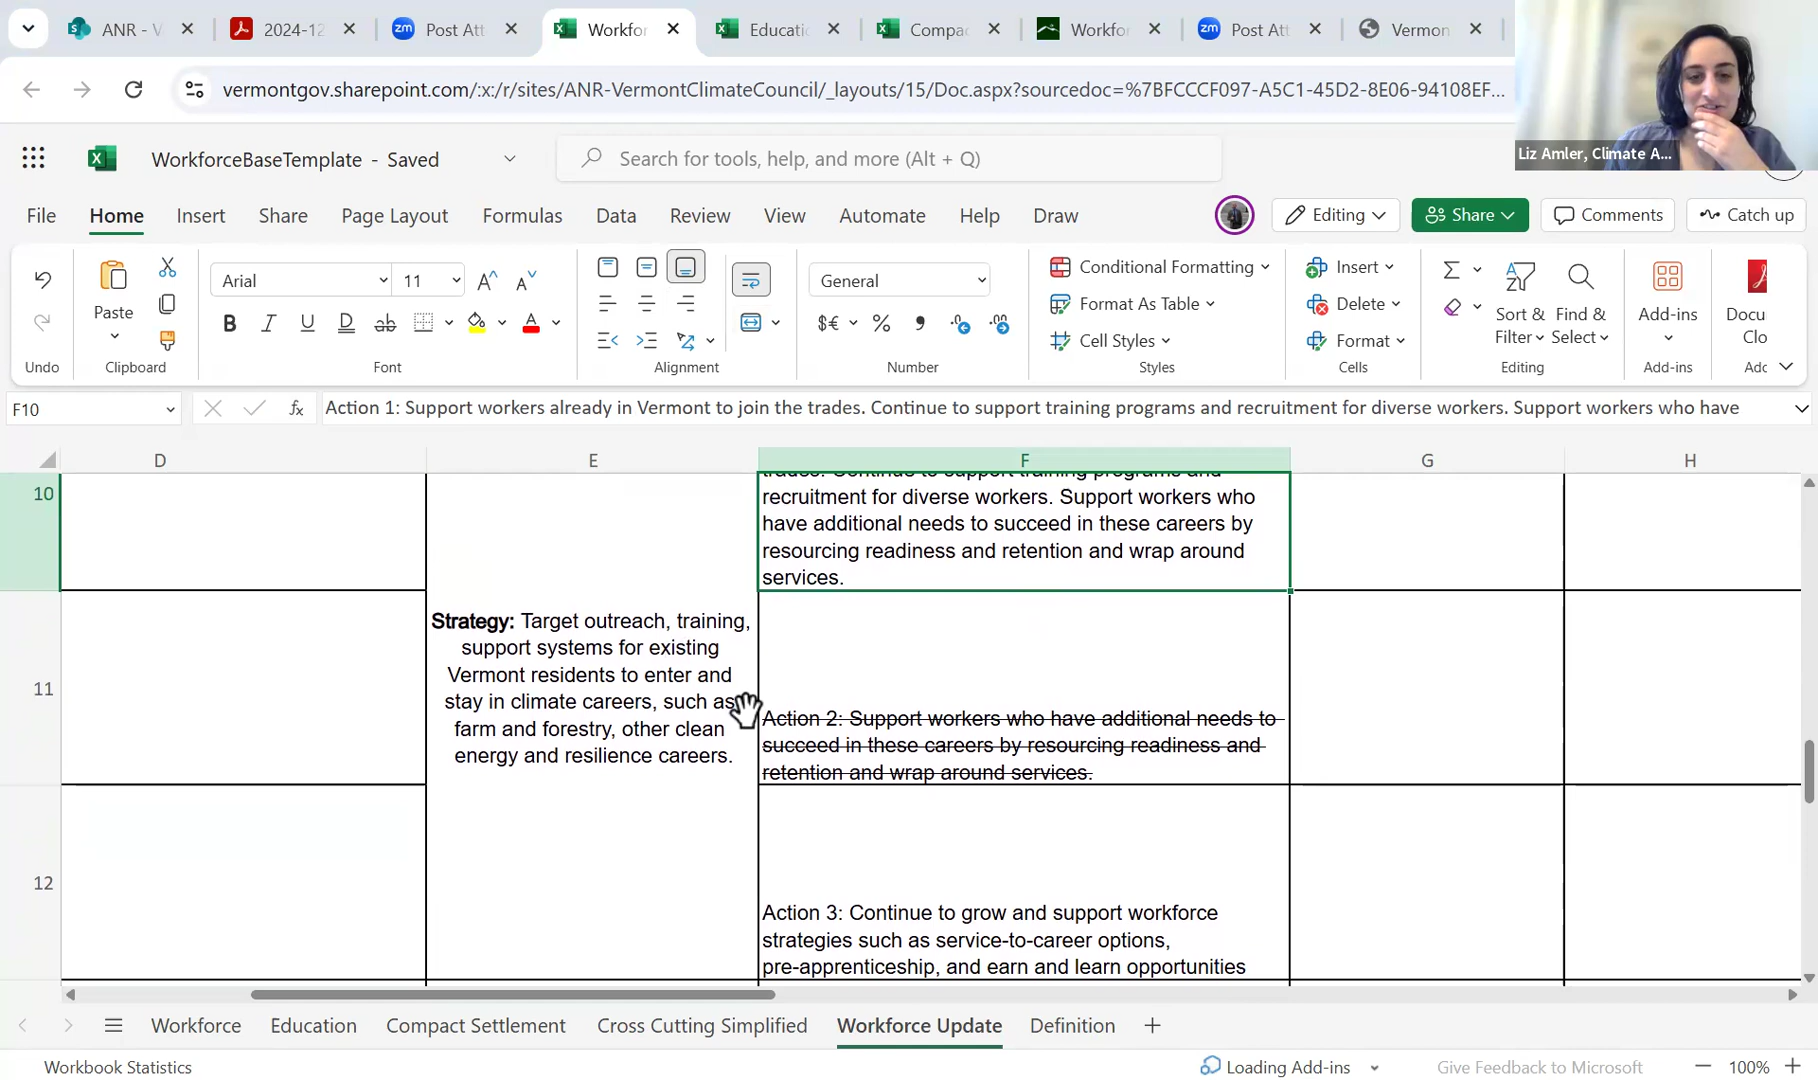 ANR - V
2024-12
Post Att
Workfor
Educati
Compac
Workfor
Post Att
Vermon
vermontgov.sharepoint.com/:x:/r/sites/ANR-VermontClimateCouncil/_layouts/15/Doc.aspx?sourcedoc=%7BFCCCF097-A5C1-45D2-8E06-94108EF...
Liz Amler, Climate A...
WorkforceBaseTemplate - Saved
Search for tools, help, and more (Alt + Q)
File Home Insert Share Page Layout Formulas Data Review View Automate Help Draw
Editing Share Comments Catch up
Paste
Arial 11
General
Conditional Formatting
Format As Table
Cell Styles
Insert
Delete
Format
Sort & Filter
Find & Select
Add-ins
Docu
Clo
Undo Clipboard Font Alignment Number Styles Cells Editing Add-ins Adc
F10
Action 1: Support workers already in Vermont to join the trades. Continue to support training programs and recruitment for diverse workers. Support workers who have
D E F G H
10
trades. Continue to support training programs and
recruitment for diverse workers. Support workers who
have additional needs to succeed in these careers by
resourcing readiness and retention and wrap around
services.
11
Strategy: Target outreach, training,
support systems for existing
Vermont residents to enter and
stay in climate careers, such as
farm and forestry, other clean
energy and resilience careers.
Action 2: Support workers who have additional needs to
succeed in these careers by resourcing readiness and
retention and wrap around services.
12
Action 3: Continue to grow and support workforce
strategies such as service-to-career options,
pre-apprenticeship, and earn and learn opportunities
Workforce Education Compact Settlement Cross Cutting Simplified Workforce Update Definition
Workbook Statistics
Loading Add-ins
Give Feedback to Microsoft
100%